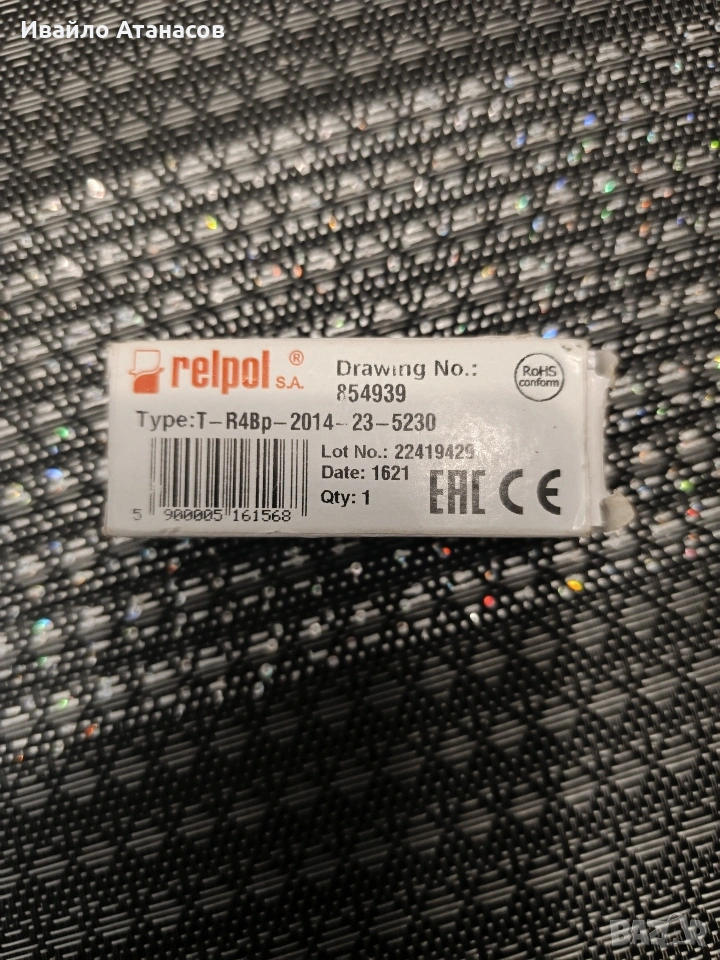 Ивайло Атанасов
relpol ® S.A.
Drawing No.:
854939
RoHS
conform
Type:T-R4Bp-2014-23-5230
Lot No.: 22419429
Date: 1621
Qty: 1
EAC CE
5 900005 161568
BAZAR